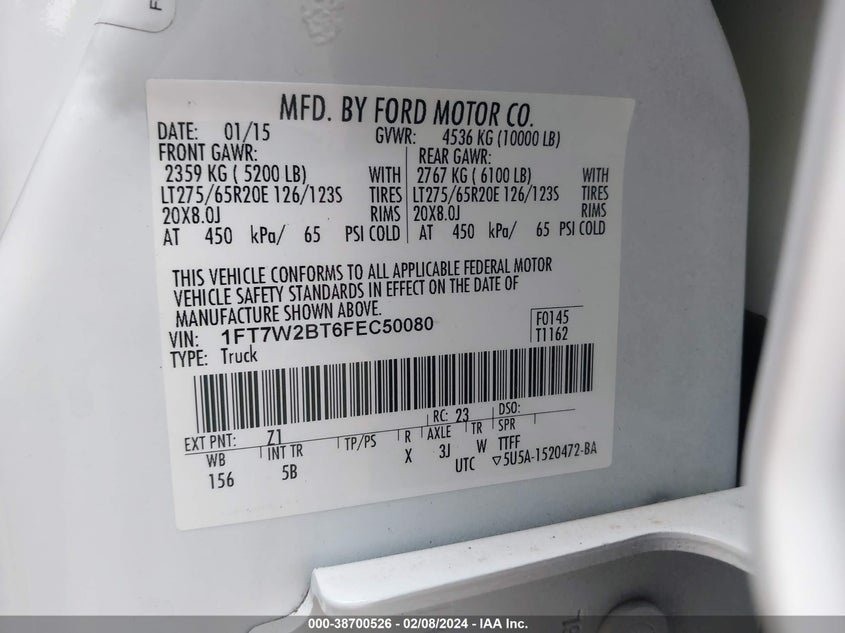 F
MFD. BY FORD MOTOR CO.
DATE: 01/15 GVWR: 4536 KG (10000 LB)
FRONT GAWR: REAR GAWR:
2359 KG ( 5200 LB) WITH 2767 KG ( 6100 LB) WITH
LT275/65R20E 126/123S TIRES LT275/65R20E 126/123S TIRES
20X8.0J RIMS 20X8.0J RIMS
AT 450 kPa/ 65 PSI COLD AT 450 kPa/ 65 PSI COLD
THIS VEHICLE CONFORMS TO ALL APPLICABLE FEDERAL MOTOR
VEHICLE SAFETY STANDARDS IN EFFECT ON THE DATE OF
MANUFACTURE SHOWN ABOVE.
VIN: 1FT7W2BT6FEC50080 F0145
TYPE: Truck T1162
RC: 23 DSO:
EXT PNT: Z1
WB INT TR TP/PS R AXLE TR SPR
156 5B X 3J W TTFF
UTC ▽5U5A-1520472-BA
000-38700526 - 02/08/2024 - IAA Inc.